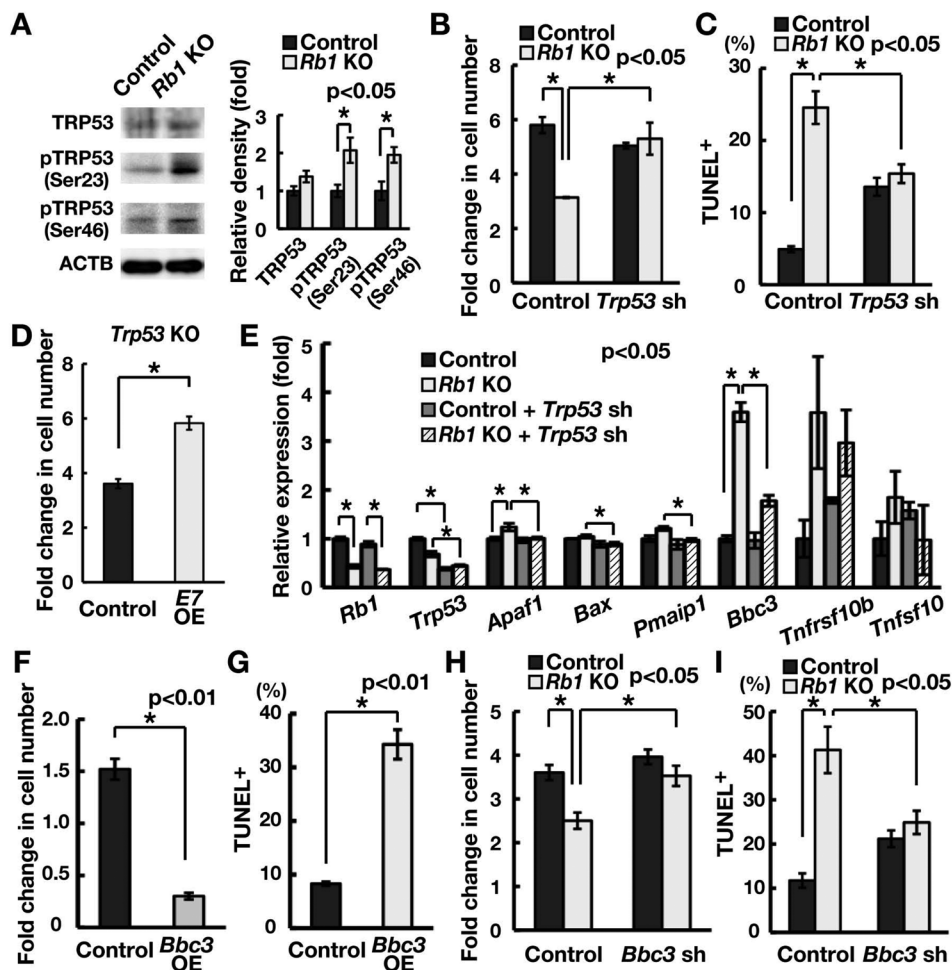 A
Control
Rb1 KO
TRP53
pTRP53
(Ser23)
pTRP53
(Ser46)
ACTB
Control
Rb1 KO
p<0.05
*
*
Relative density (fold)
3
2
1
0
TRP53
pTRP53
(Ser23)
pTRP53
(Ser46)
B
Control
Rb1 KO
p<0.05
*
*
Fold change in cell number
8
6
4
2
0
Control
Trp53 sh
C
(%)
Control
Rb1 KO
p<0.05
*
*
TUNEL+
30
20
10
0
Control
Trp53 sh
D
Trp53 KO
*
Fold change in cell number
8
6
4
2
0
Control
E7
OE
E
Control
Rb1 KO
Control + Trp53 sh
Rb1 KO + Trp53 sh
p<0.05
Relative expression (fold)
5
4
3
2
1
0
*
*
*
*
*
*
*
*
*
*
Rb1
Trp53
Apaf1
Bax
Pmaip1
Bbc3
Tnfrsf10b
Tnfsf10
F
p<0.01
*
Fold change in cell number
2.0
1.5
1.0
0.5
0
Control
Bbc3
OE
G
(%)
p<0.01
*
TUNEL+
40
30
20
10
0
Control
Bbc3
OE
H
Control
Rb1 KO
p<0.05
*
*
Fold change in cell number
5
4
3
2
1
0
Control
Bbc3 sh
I
(%)
Control
Rb1 KO
p<0.05
*
*
TUNEL+
50
40
30
20
10
0
Control
Bbc3 sh